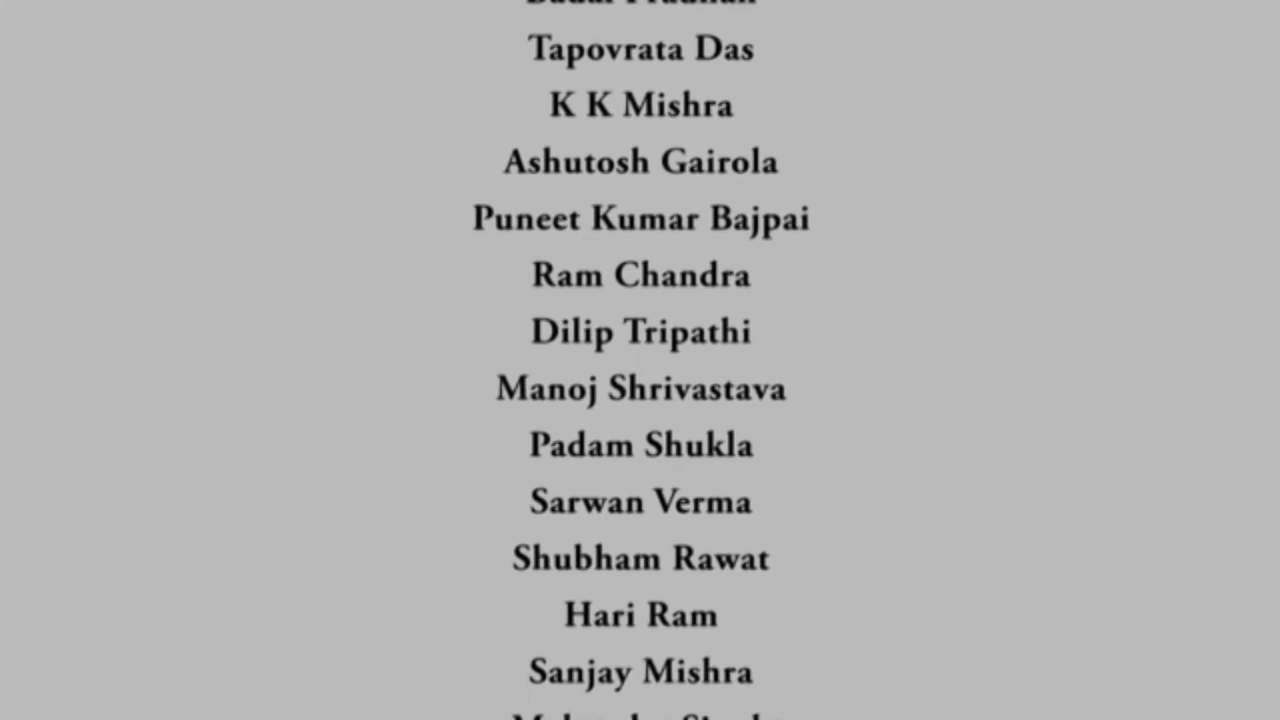 Tapovrata Das
K K Mishra
Ashutosh Gairola
Puneet Kumar Bajpai
Ram Chandra
Dilip Tripathi
Manoj Shrivastava
Padam Shukla
Sarwan Verma
Shubham Rawat
Hari Ram
Sanjay Mishra